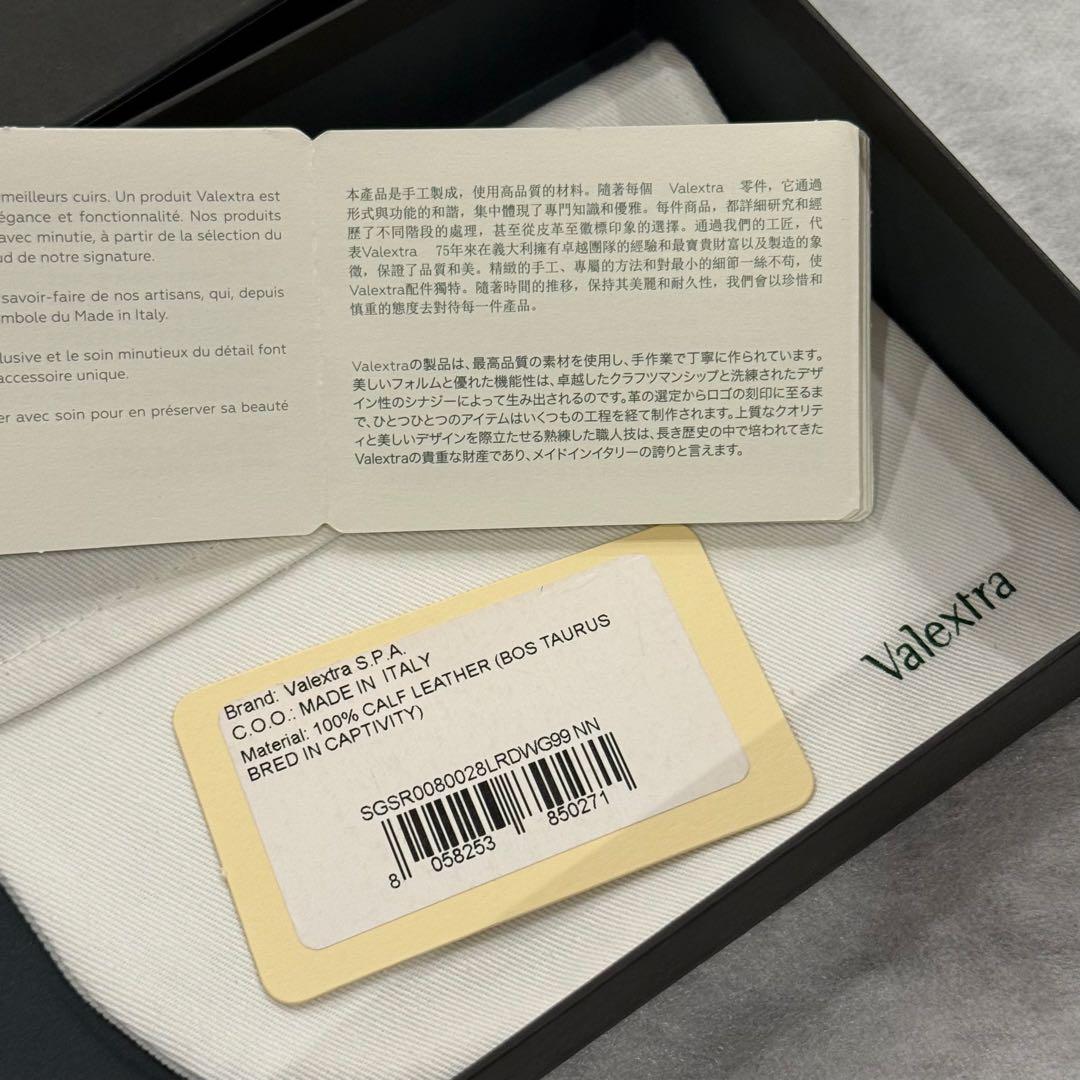 meilleurs cuirs. Un produit Valextra est
égance et fonctionnalité. Nos produits
avec minutie, à partir de la sélection du
ud de notre signature.
savoir-faire de nos artisans, qui, depuis
mbole du Made in Italy.
lusive et le soin minutieux du détail font
accessoire unique.
er avec soin pour en préserver sa beauté
本產品是手工製成，使用高品質的材料。隨著每個 Valextra 零件，它通過
形式與功能的和諧，集中體現了專門知識和優雅。每件商品，都詳細研究和經
歷了不同階段的處理，甚至從皮革至徽標印象的選擇。通過我們的工匠，代
表Valextra 75年來在義大利擁有卓越團隊的經驗和最寶貴財富以及製造的象
徵，保證了品質和美。精緻的手工、專屬的方法和對最小的細節一絲不苟，使
Valextra配件獨特。隨著時間的推移，保持其美麗和耐久性，我們會以珍惜和
慎重的態度去對待每一件產品。
Valextraの製品は、最高品質の素材を使用し、手作業で丁寧に作られています。
美しいフォルムと優れた機能性は、卓越したクラフツマンシップと洗練されたデザ
イン性のシナジーによって生み出されるのです。革の選定からロゴの刻印に至るま
で、ひとつひとつのアイテムはいくつもの工程を経て制作されます。上質なクオリテ
ィと美しいデザインを際立たせる熟練した職人技は、長き歴史の中で培われてきた
Valextraの貴重な財産であり、メイドインイタリーの誇りと言えます。
Valextra
Brand: Valextra S.P.A.
C.O.O.: MADE IN ITALY
Material: 100% CALF LEATHER (BOS TAURUS
BRED IN CAPTIVITY)
SGSR0080028LRDWG99 NN
8 058253 850271